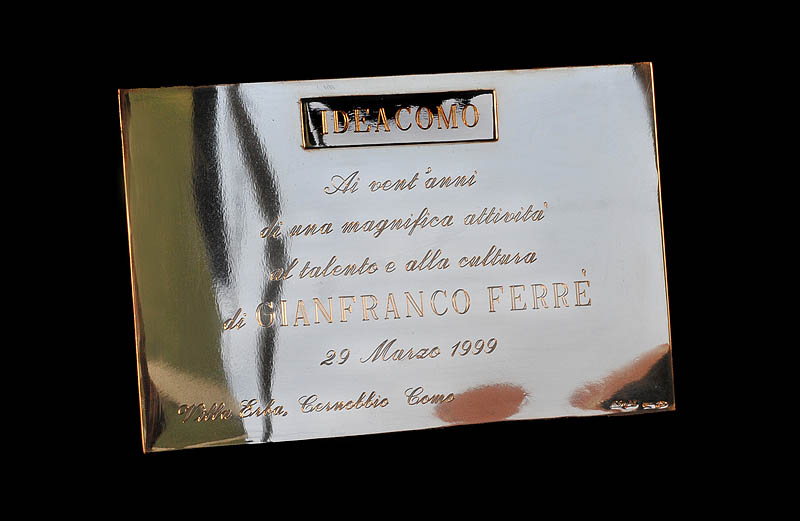 IDEACOMO
Ai vent'anni
di una magnifica attività
al talento e alla cultura
di GIANFRANCO FERRÈ
29 Marzo 1999
Villa Erba, Cernobbio Como